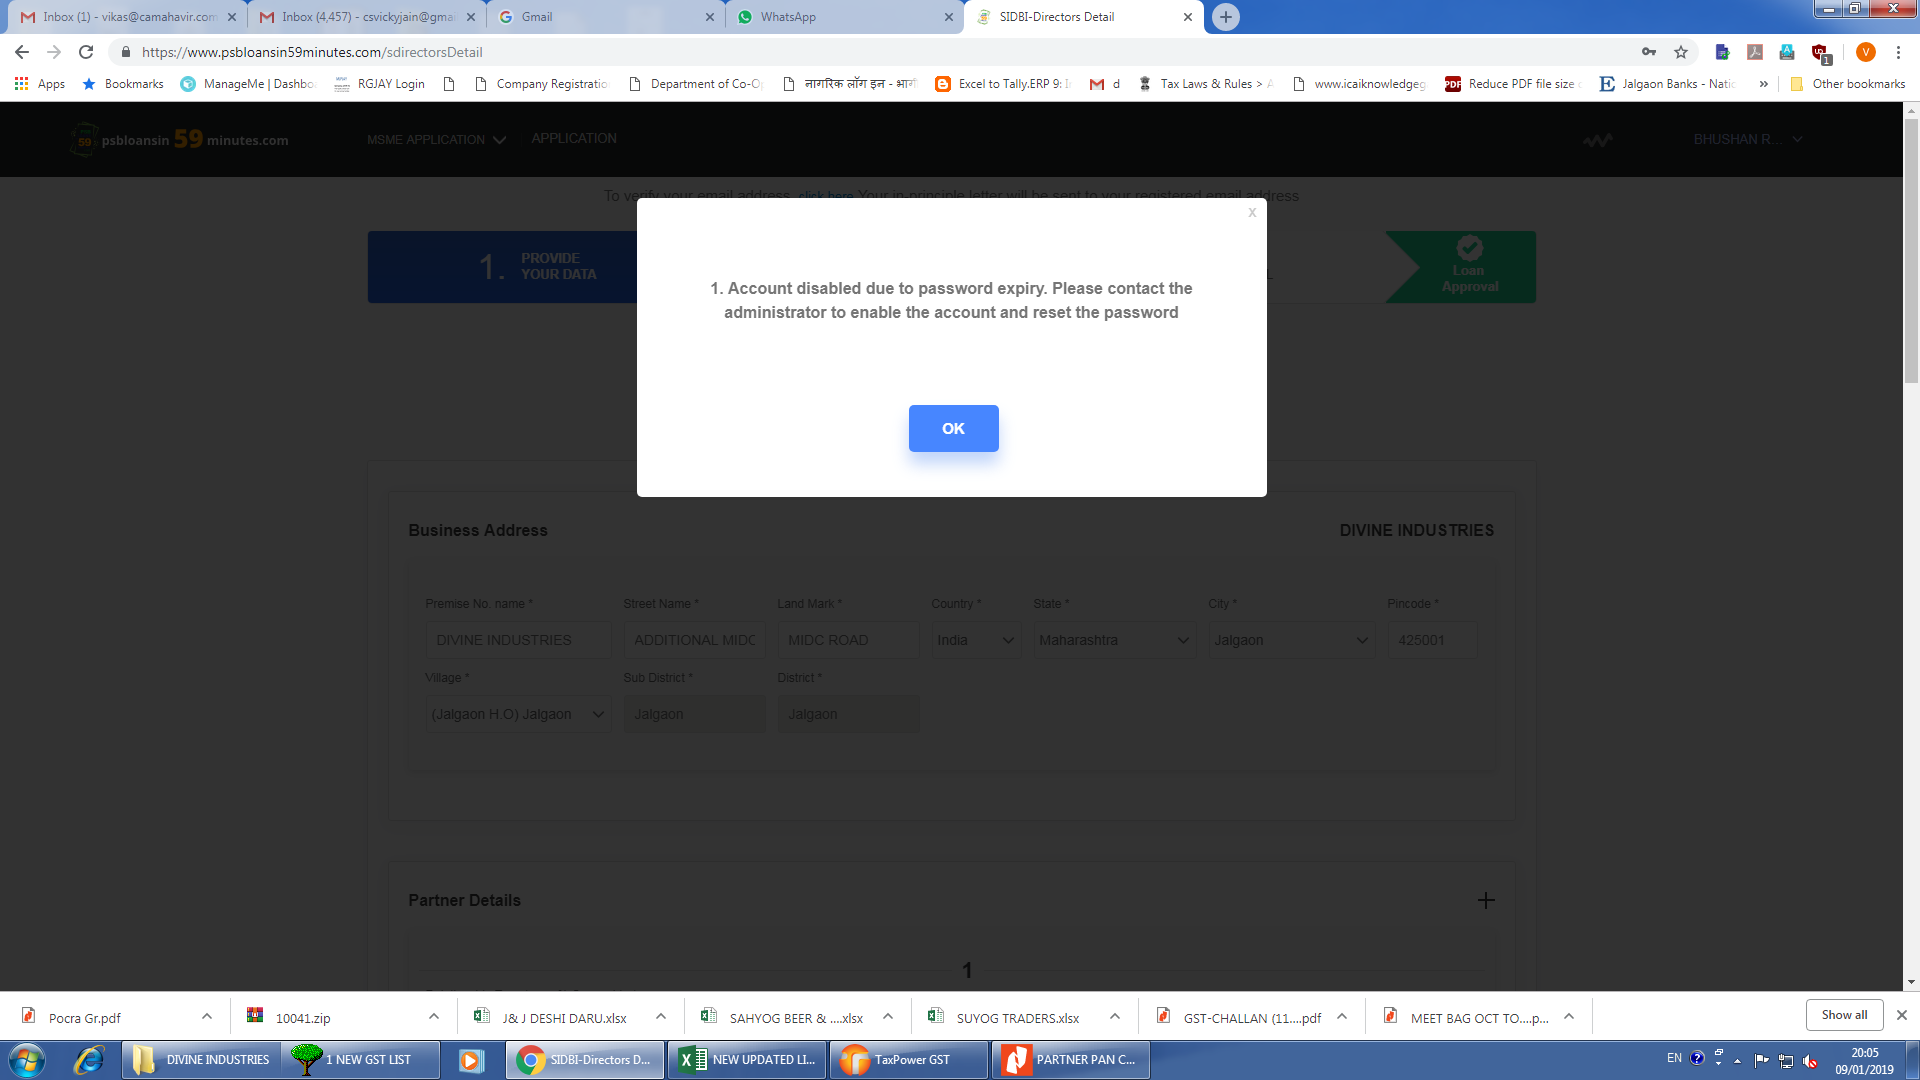 Inbox (1) - vikas@camahavir.com
Inbox (4,457) - csvickyjain@gma
Gmail
WhatsApp
SIDBI-Directors Detail
https://www.psbloansin59minutes.com/sdirectorsDetail
V
1
Apps
Bookmarks
ManageMe | Dashbo
RGJAY Login
Company Registratio
Department of Co-O
नागरिक लॉग इन - भार्ग
Excel to Tally.ERP 9: I
d
Tax Laws & Rules > A
www.icaiknowledgeg
PDF
Reduce PDF file size
Jalgaon Banks - Natio
»
Other bookmarks
59 psbloansin 59 minutes.com
MSME APPLICATION
APPLICATION
BHUSHAN R...
To verify your email address, click here Your in-principle letter will be sent to your registered email address
x
1. PROVIDE
YOUR DATA
Loan
Approval
1. Account disabled due to password expiry. Please contact the
administrator to enable the account and reset the password
OK
Business Address
DIVINE INDUSTRIES
Premise No. name *
Street Name *
Land Mark *
Country *
State *
City *
Pincode *
DIVINE INDUSTRIES
ADDITIONAL MIDC
MIDC ROAD
India
Maharashtra
Jalgaon
425001
Village *
Sub District *
District *
(Jalgaon H.O) Jalgaon
Jalgaon
Jalgaon
Partner Details
+
1
Pocra Gr.pdf
10041.zip
J& J DESHI DARU.xlsx
SAHYOG BEER & ....xlsx
SUYOG TRADERS.xlsx
GST-CHALLAN (11....pdf
MEET BAG OCT TO....p...
Show all
DIVINE INDUSTRIES
1 NEW GST LIST
SIDBI-Directors D...
NEW UPDATED LI...
TaxPower GST
PARTNER PAN C...
EN
20:05
09/01/2019